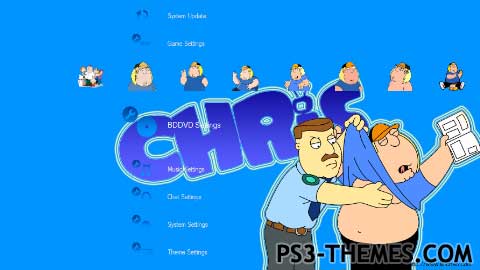 System Update
Game Settings
CHRIS
BD/DVD Settings
Music Settings
Chat Settings
System Settings
Theme Settings
PS3-THEMES.COM